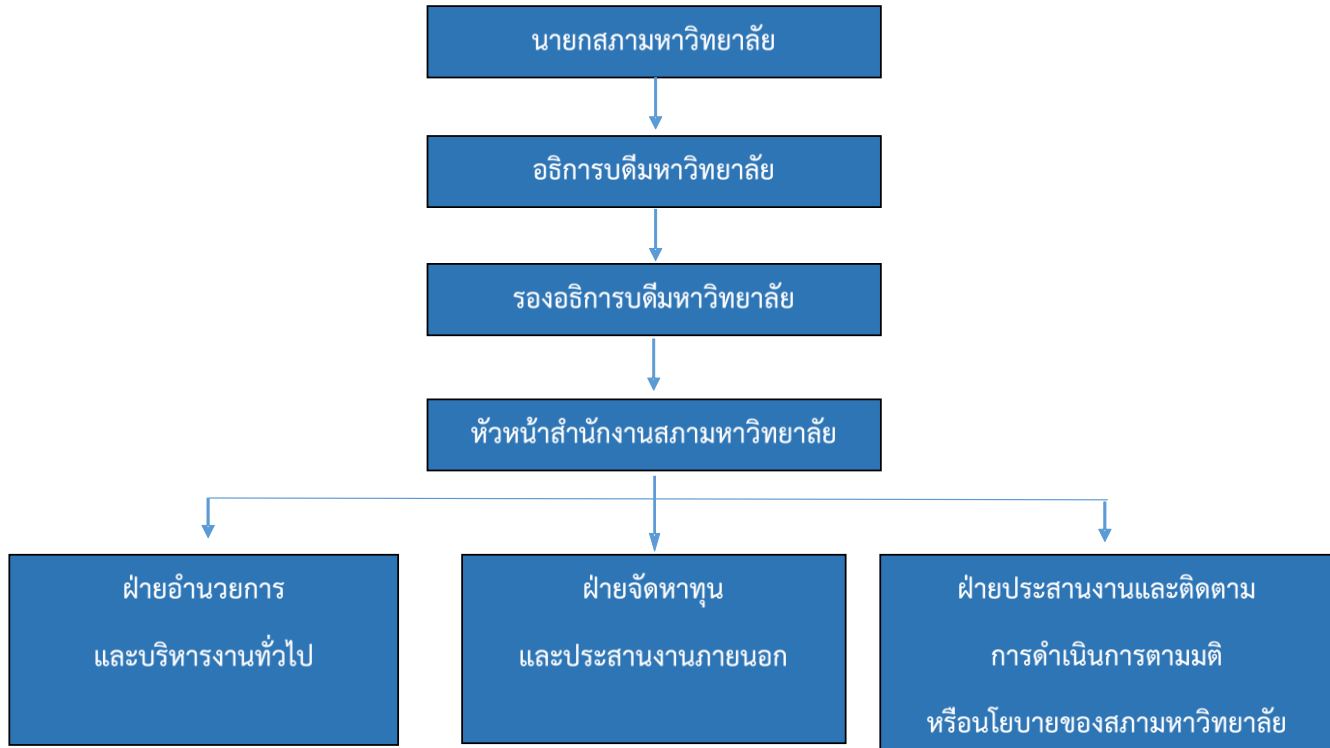 นายกสภามหาวิทยาลัย
อธิการบดีมหาวิทยาลัย
รองอธิการบดีมหาวิทยาลัย
หัวหน้าสำนักงานสภามหาวิทยาลัย
ฝ่ายอำนวยการ
และบริหารงานทั่วไป
ฝ่ายจัดหาทุน
และประสานงานภายนอก
ฝ่ายประสานงานและติดตาม
การดำเนินการตามมติ
หรือนโยบายของสภามหาวิทยาลัย